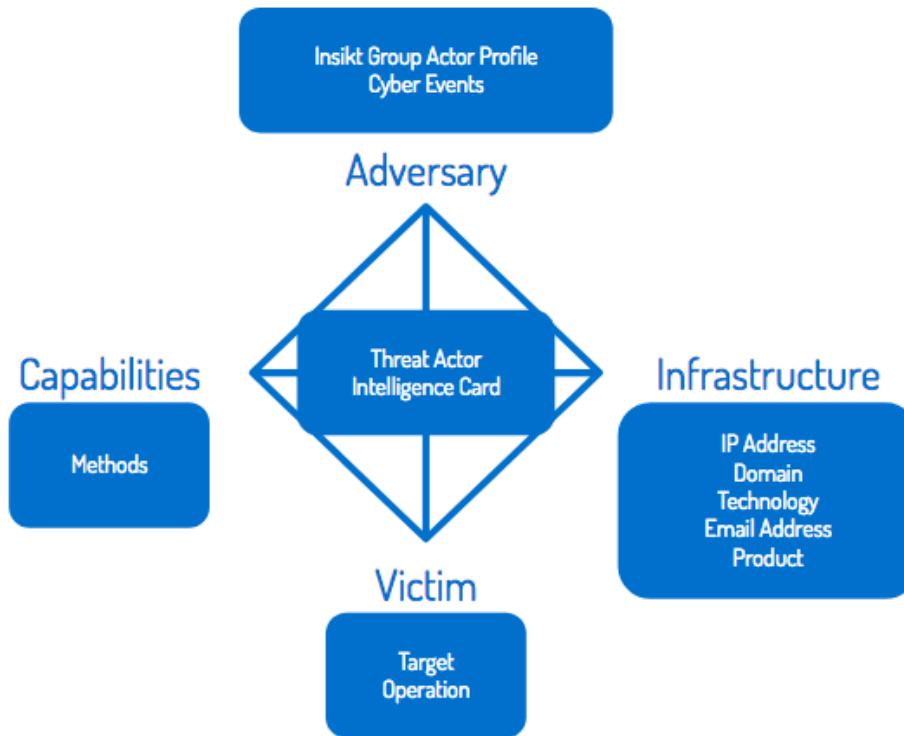 Insikt Group Actor Profile
Cyber Events
Adversary
Threat Actor
Intelligence Card
Capabilities
Methods
Infrastructure
IP Address
Domain
Technology
Email Address
Product
Victim
Target
Operation